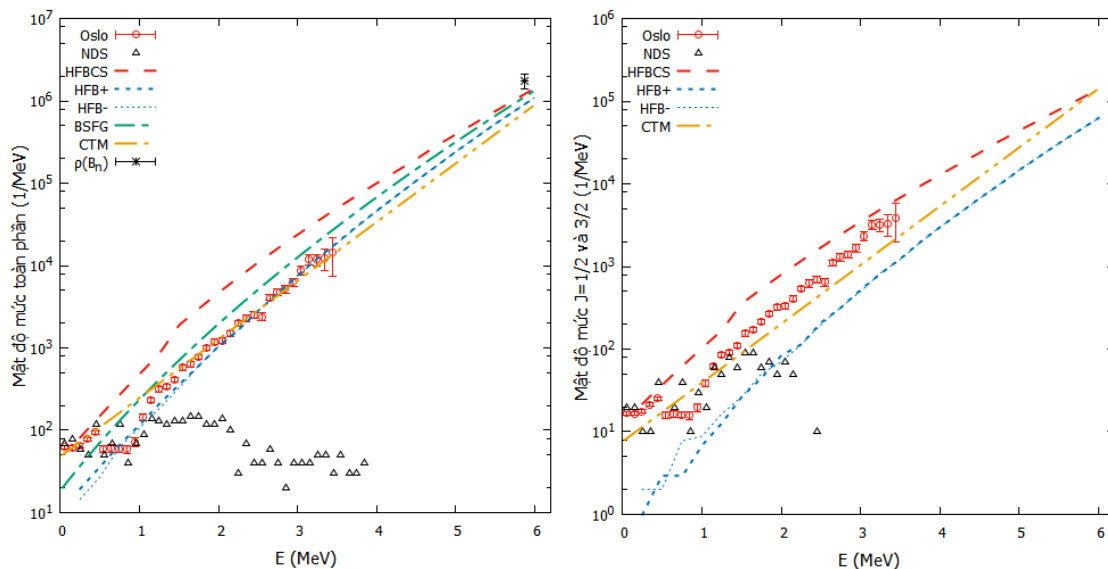 10^7
10^6
10^5
10^4
10^3
10^2
10^1
Mật độ mức toàn phần (1/MeV)
Oslo
NDS
HFBCS
HFB+
HFB-
BSFG
CTM
ρ(B_n)
0 1 2 3 4 5 6
E (MeV)
10^6
10^5
10^4
10^3
10^2
10^1
10^0
Mật độ mức J=1/2 và 3/2 (1/MeV)
Oslo
NDS
HFBCS
HFB+
HFB-
CTM
0 1 2 3 4 5 6
E (MeV)